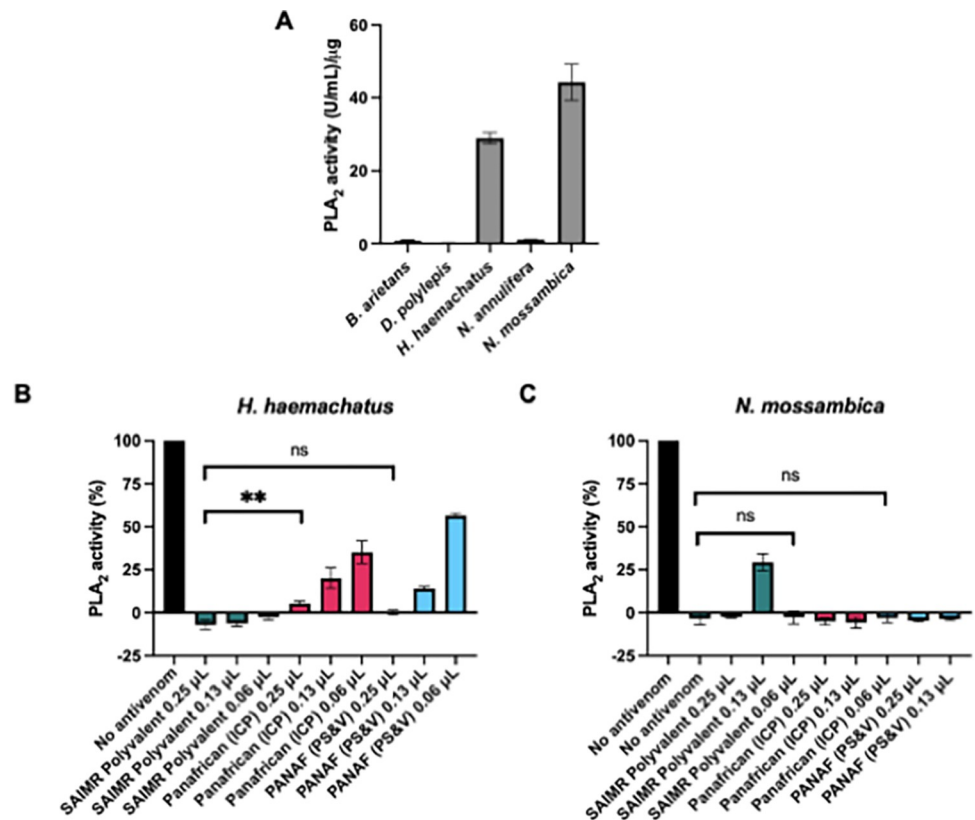 A
PLA2 activity (U/mL)/μg
60
40
20
0
B. arietans
D. polylepis
H. haemachatus
N. annulifera
N. mossambica
B
H. haemachatus
PLA2 activity (%)
100
75
50
25
0
-25
ns
**
No antivenom
SAIMR Polyvalent 0.25 μL
SAIMR Polyvalent 0.13 μL
SAIMR Polyvalent 0.06 μL
Panafrican (ICP) 0.25 μL
Panafrican (ICP) 0.13 μL
Panafrican (ICP) 0.06 μL
PANAF (PS&V) 0.25 μL
PANAF (PS&V) 0.13 μL
PANAF (PS&V) 0.06 μL
C
N. mossambica
PLA2 activity (%)
100
75
50
25
0
-25
ns
ns
No antivenom
No antivenom
SAIMR Polyvalent 0.25 μL
SAIMR Polyvalent 0.13 μL
SAIMR Polyvalent 0.06 μL
Panafrican (ICP) 0.25 μL
Panafrican (ICP) 0.13 μL
Panafrican (ICP) 0.06 μL
PANAF (PS&V) 0.25 μL
PANAF (PS&V) 0.13 μL